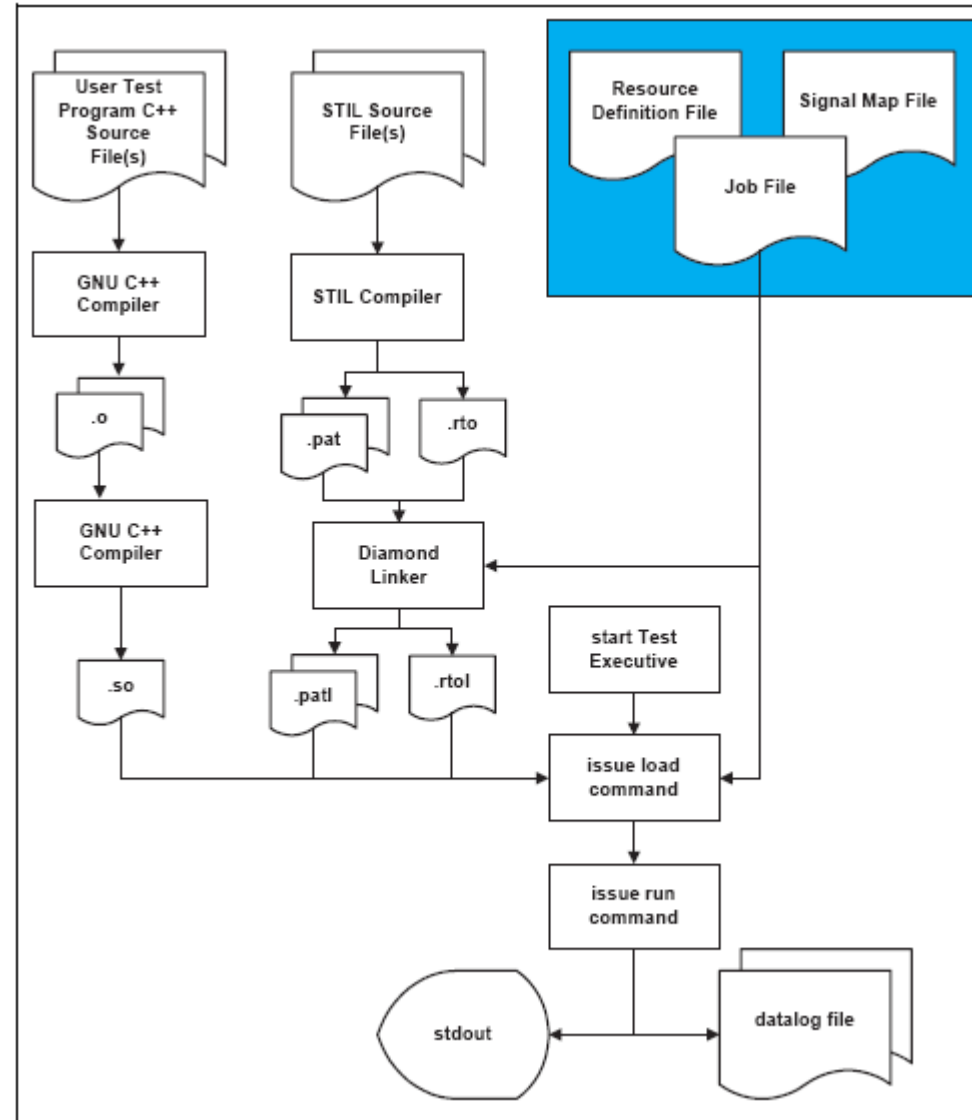 User Test
Program C++
Source
File(s)
STIL Source
File(s)
Resource
Definition File
Signal Map File
Job File
GNU C++
Compiler
STIL Compiler
.o
.pat
.rto
GNU C++
Compiler
Diamond
Linker
start Test
Executive
.so
.patl
.rtol
issue load
command
issue run
command
stdout
datalog file